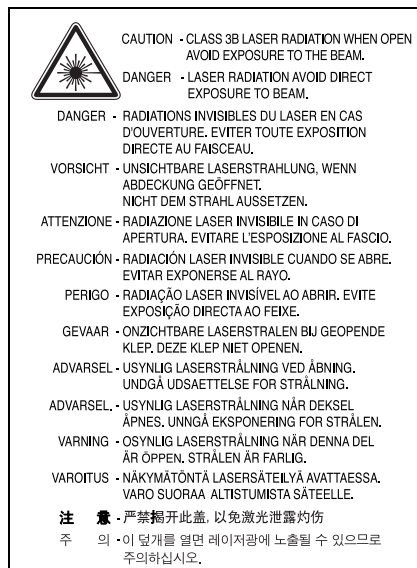 CAUTION - CLASS 3B LASER RADIATION WHEN OPEN
AVOID EXPOSURE TO THE BEAM.
DANGER - LASER RADIATION AVOID DIRECT
EXPOSURE TO BEAM.
DANGER - RADIATIONS INVISIBLES DU LASER EN CAS
D'OUVERTURE. EVITER TOUTE EXPOSITION
DIRECTE AU FAISCEAU.
VORSICHT - UNSICHTBARE LASERSTRAHLUNG, WENN
ABDECKUNG GEÖFFNET.
NICHT DEM STRAHL AUSSETZEN.
ATTENZIONE - RADIAZIONE LASER INVISIBILE IN CASO DI
APERTURA. EVITARE L'ESPOSIZIONE AL FASCIO.
PRECAUCIÓN - RADIACIÓN LASER INVISIBLE CUANDO SE ABRE.
EVITAR EXPONERSE AL RAYO.
PERIGO - RADIAÇÃO LASER INVISÍVEL AO ABRIR. EVITE
EXPOSIÇÃO DIRECTA AO FEIXE.
GEVAAR - ONZICHTBARE LASERSTRALEN BIJ GEOPENDE
KLEP. DEZE KLEP NIET OPENEN.
ADVARSEL - USYNLIG LASERSTRÅLNING VED ÅBNING.
UNDGÅ UDSAETTELSE FOR STRÅLNING.
ADVARSEL. - USYNLIG LASERSTRÅLNING NÅR DEKSEL
ÅPNES. UNNGÅ EKSPONERING FOR STRÅLEN.
VARNING - OSYNLIG LASERSTRÅLNING NÄR DENNA DEL
ÄR ÖPPEN. STRÅLEN ÄR FARLIG.
VAROITUS - NÄKYMÄTÖNTÄ LASERSÄTEILYÄ AVATTAESSA.
VARO SUORAA ALTISTUMISTA SÄTEELLE.
注 意 - 严禁揭开此盖, 以免激光泄露灼伤
주 의 - 이 덮개를 열면 레이저광에 노출될 수 있으므로
주의하십시오.